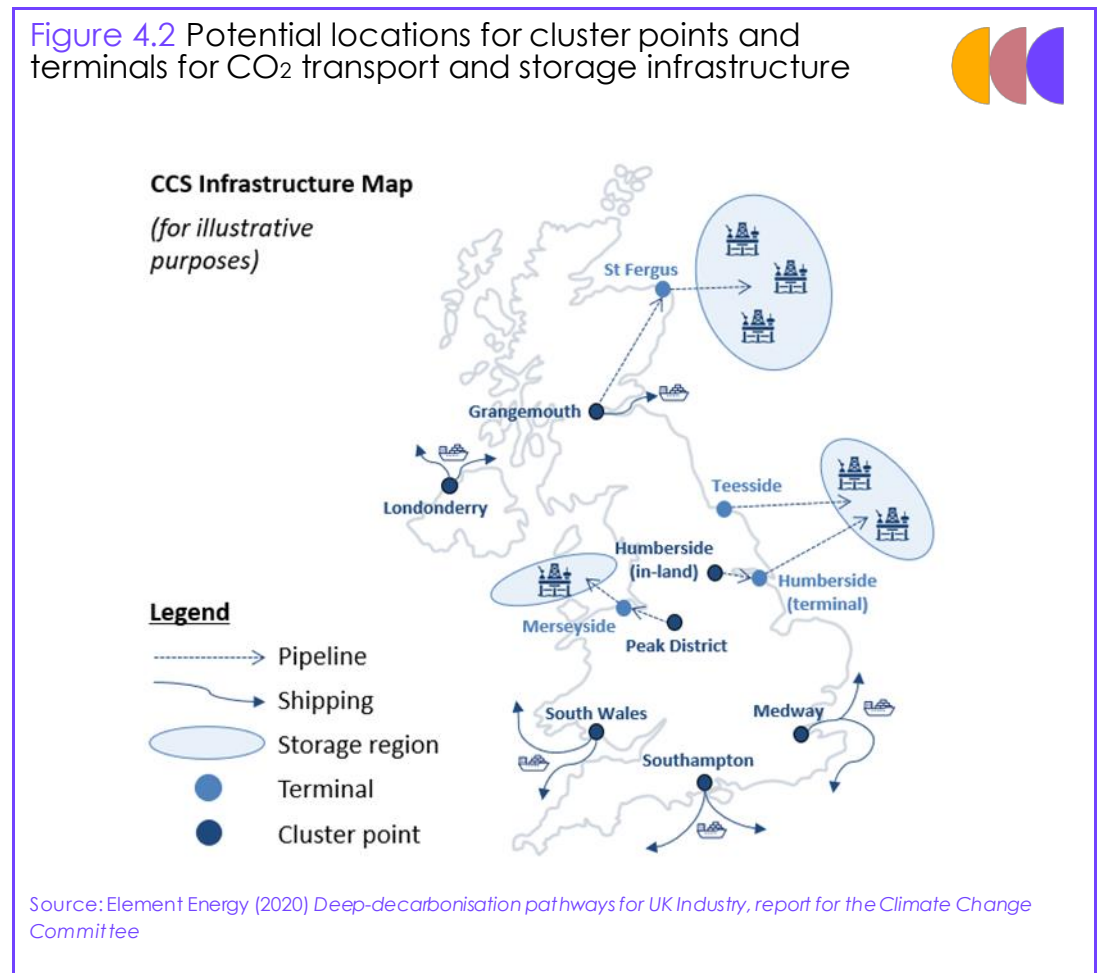 Figure 4.2 Potential locations for cluster points and
terminals for CO2 transport and storage infrastructure
CCS Infrastructure Map
(for illustrative
purposes)
St Fergus
Grangemouth
Londonderry
Teesside
Humberside
(in-land)
Humberside
(terminal)
Merseyside
Peak District
South Wales
Medway
Southampton
Legend
Pipeline
Shipping
Storage region
Terminal
Cluster point
Source: Element Energy (2020) Deep-decarbonisation pathways for UK Industry, report for the Climate Change
Committee